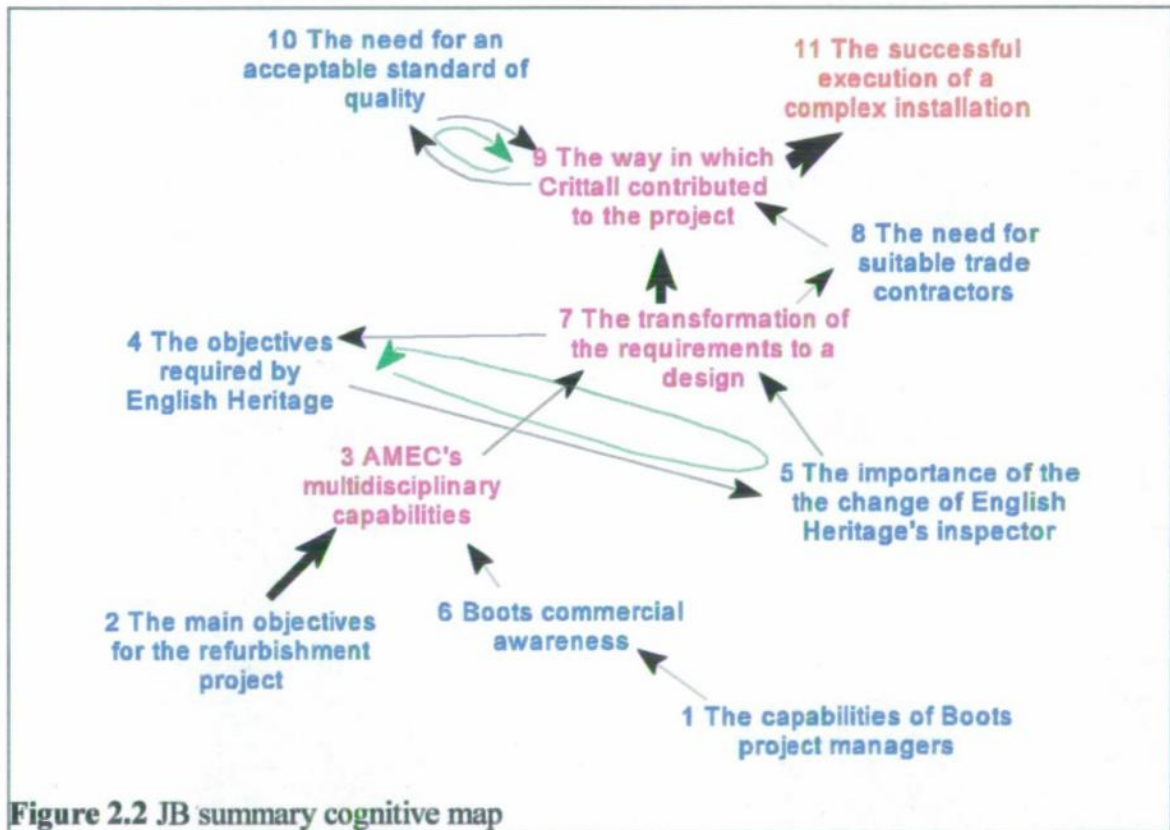 10 The need for an
acceptable standard of
quality
11 The successful
execution of a
complex installation
9 The way in which
Crittall contributed
to the project
8 The need for
suitable trade
contractors
7 The transformation of
the requirements to a
design
4 The objectives
required by
English Heritage
3 AMEC's
multidisciplinary
capabilities
5 The importance of the
the change of English
Heritage's inspector
2 The main objectives
for the refurbishment
project
6 Boots commercial
awareness
1 The capabilities of Boots
project managers
Figure 2.2 JB summary cognitive map